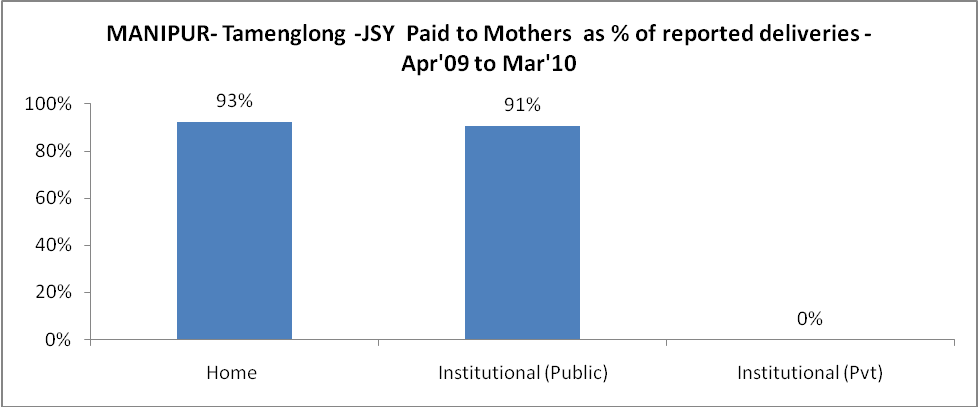 MANIPUR- Tamenglong -JSY Paid to Mothers as % of reported deliveries -
Apr'09 to Mar'10
93%
91%
0%
100%
80%
60%
40%
20%
0%
Home
Institutional (Public)
Institutional (Pvt)